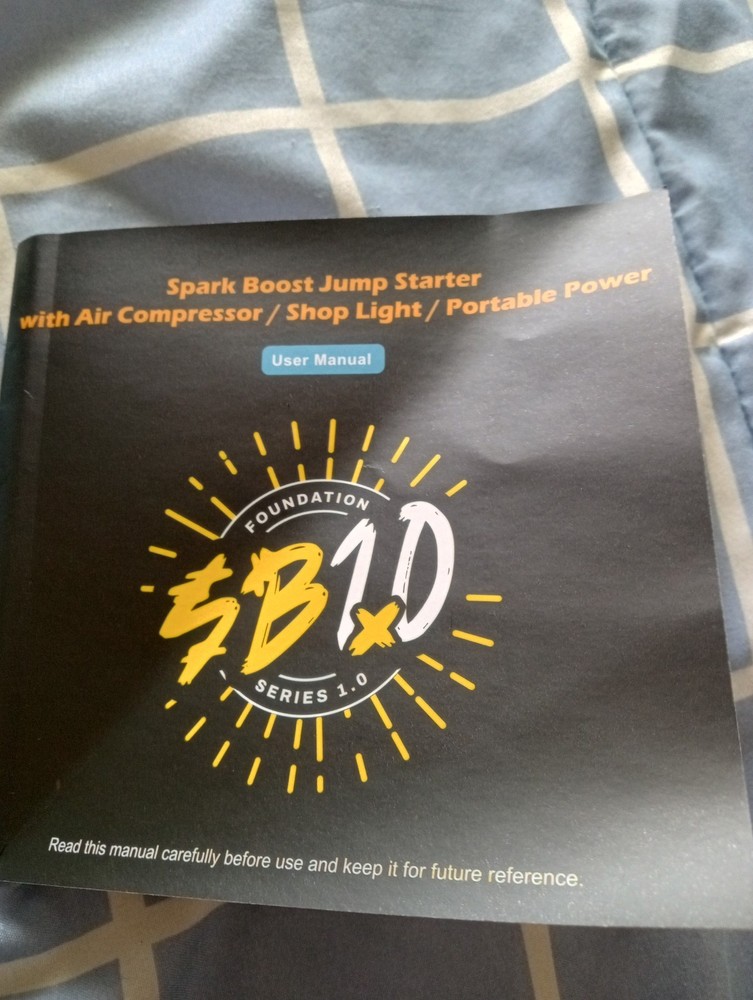 Spark Boost Jump Starter
with Air Compressor / Shop Light / Portable Power
User Manual
FOUNDATION
SB1.0
SERIES 1.0
Read this manual carefully before use and keep it for future reference.